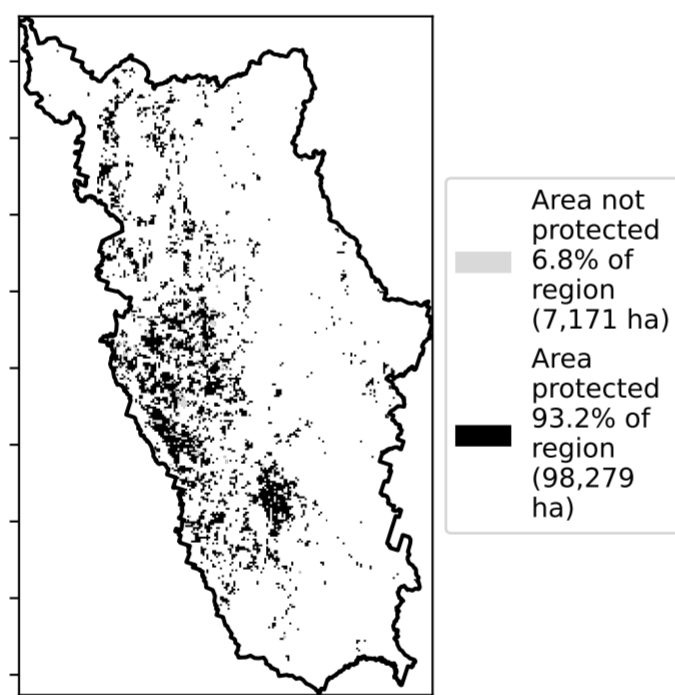 Area not
protected
6.8% of
region
(7,171 ha)
Area
protected
93.2% of
region
(98,279
ha)